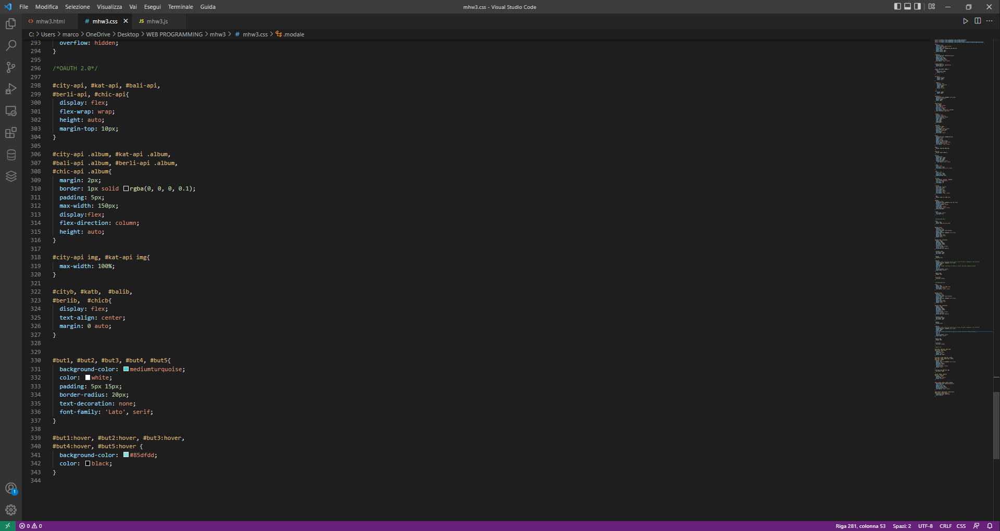 File Modifica Selezione Visualizza Vai Esegui Terminale Guida
mhw3.css - Visual Studio Code
mhw3.html # mhw3.css JS mhw3.js
C: > Users > marco > OneDrive > Desktop > WEB PROGRAMMING > mhw3 > # mhw3.css > .modale
293 overflow: hidden;
294 }
295
296 /*OAUTH 2.0*/
297
298 #city-api, #kat-api, #bali-api,
299 #berli-api, #chic-api{
300 display: flex;
301 flex-wrap: wrap;
302 height: auto;
303 margin-top: 10px;
304 }
305
306 #city-api .album, #kat-api .album,
307 #bali-api .album, #berli-api .album,
308 #chic-api .album{
309 margin: 2px;
310 border: 1px solid rgba(0, 0, 0, 0.1);
311 padding: 5px;
312 max-width: 150px;
313 display:flex;
314 flex-direction: column;
315 height: auto;
316 }
317
318 #city-api img, #kat-api img{
319 max-width: 100%;
320 }
321
322 #cityb, #katb,  #balib,
323 #berlib,  #chicb{
324 display: flex;
325 text-align: center;
326 margin: 0 auto;
327 }
328
329
330 #but1, #but2, #but3, #but4, #but5{
331 background-color: mediumturquoise;
332 color: white;
333 padding: 5px 15px;
334 border-radius: 20px;
335 text-decoration: none;
336 font-family: 'Lato', serif;
337 }
338
339 #but1:hover, #but2:hover, #but3:hover,
340 #but4:hover, #but5:hover {
341 background-color: #85dfdd;
342 color: black;
343 }
344
1
0 0 Riga 281, colonna 53 Spazi: 2 UTF-8 CRLF CSS